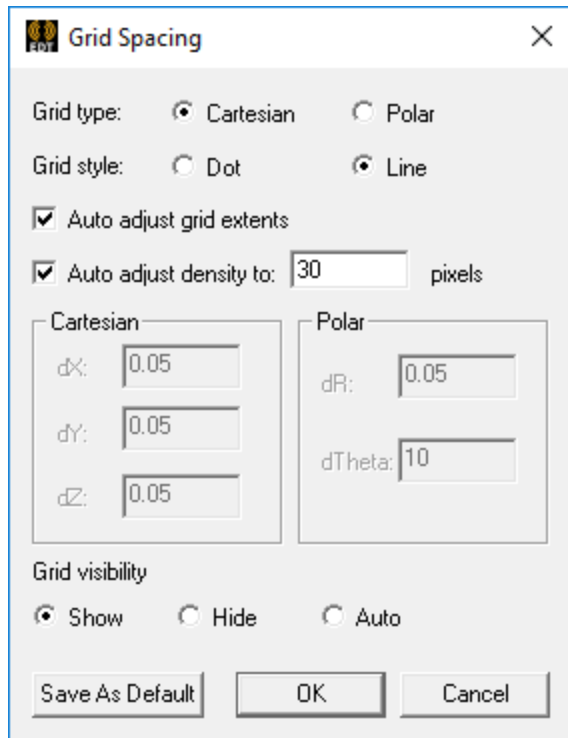 EDT Grid Spacing
Grid type: Cartesian Polar
Grid style: Dot Line
Auto adjust grid extents
Auto adjust density to: 30 pixels
Cartesian Polar
dX: 0.05
dR: 0.05
dY: 0.05
dTheta: 10
dZ: 0.05
Grid visibility
Show Hide Auto
Save As Default OK Cancel